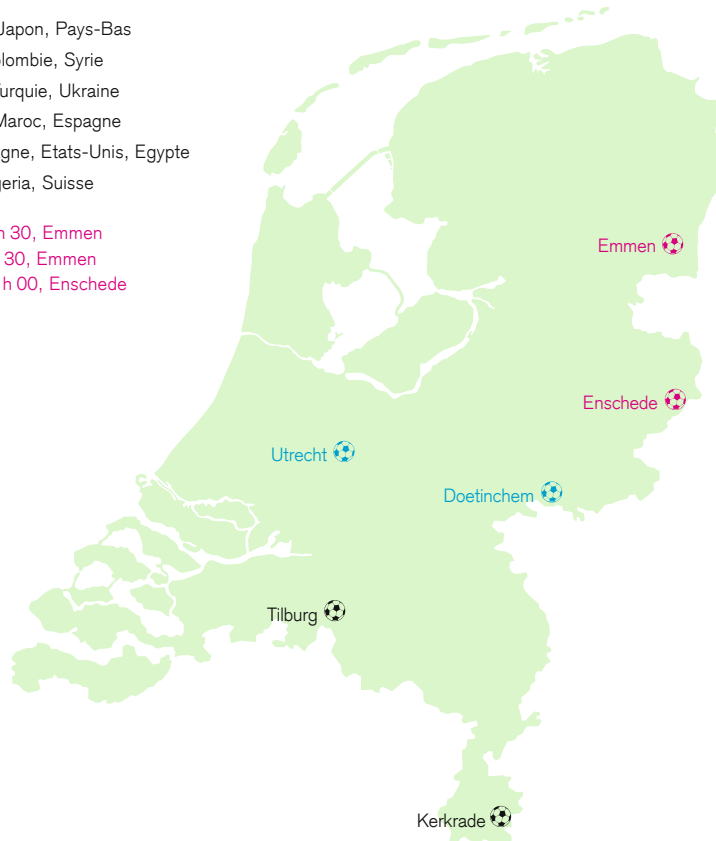 Japon, Pays-Bas
lombie, Syrie
urquie, Ukraine
Maroc, Espagne
gne, Etats-Unis, Egypte
geria, Suisse
h 30, Emmen
30, Emmen
h 00, Enschede
Emmen
Enschede
Utrecht
Doetinchem
Tilburg
Kerkrade